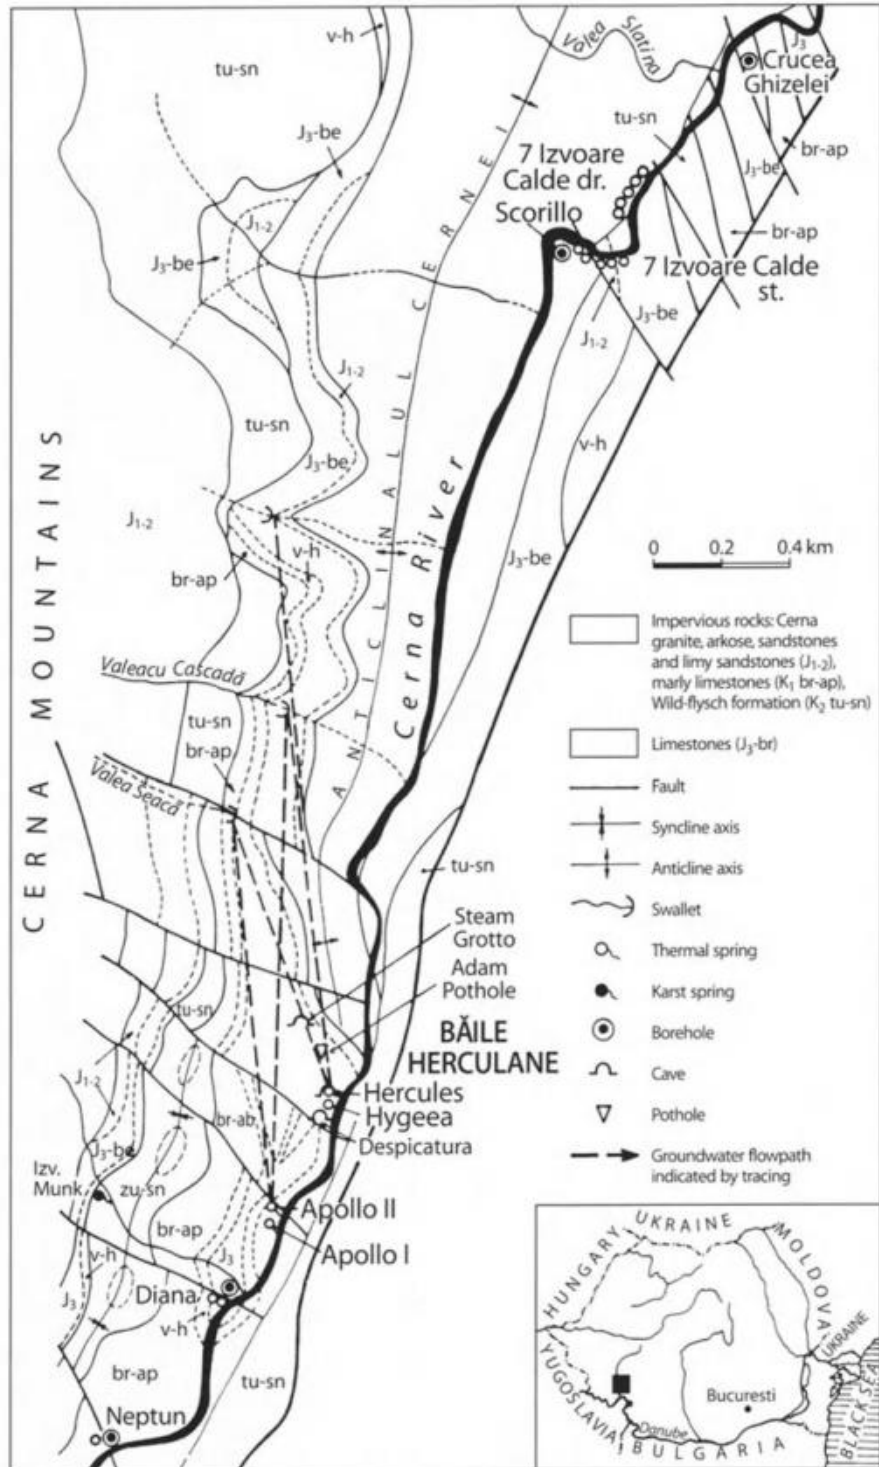 v-h
Valea
Slatina
J3
Crucea
Ghizelei
tu-sn
tu-sn
J3-be
7 Izvoare
Calde dr.
br-ap
J3-be
Scorillo
J1-2
br-ap
J3-be
7 Izvoare Calde
st.
J3-be
J1-2
J1-2
tu-sn
v-h
J3-be
CERNA MOUNTAINS
ANTICLINALUL CERNEI
Cerna River
J1-2
0 0.2 0.4 km
v-h
J3-be
br-ap
Impervious rocks: Cerna
granite, arkose, sandstones
and limy sandstones (J1-2),
marly limestones (K1 br-ap),
Wild-flysch formation (K2 tu-sn)
Valeacu Cascadă
tu-sn
Limestones (J3-br)
br-ap
Valea Seacă
Fault
Syncline axis
tu-sn
Anticline axis
Steam
Grotto
Swallet
Adam
Pothole
Thermal spring
Karst spring
tu-sn
BĂILE
HERCULANE
Borehole
J1-2
Cave
Hercules
Hygeea
Pothole
br-ab
Despicatura
J3-be
Groundwater flowpath
indicated by tracing
Izv.
Munk
zu-sn
br-ap
Apollo II
v-h
J3
Apollo I
J3
Diana
v-h
br-ap
tu-sn
Neptun
UKRAINE
MOLDOVA
HUNGARY
UKRAINE
YUGOSLAVIA
Bucuresti
BLACK SEA
Danube
BULGARIA